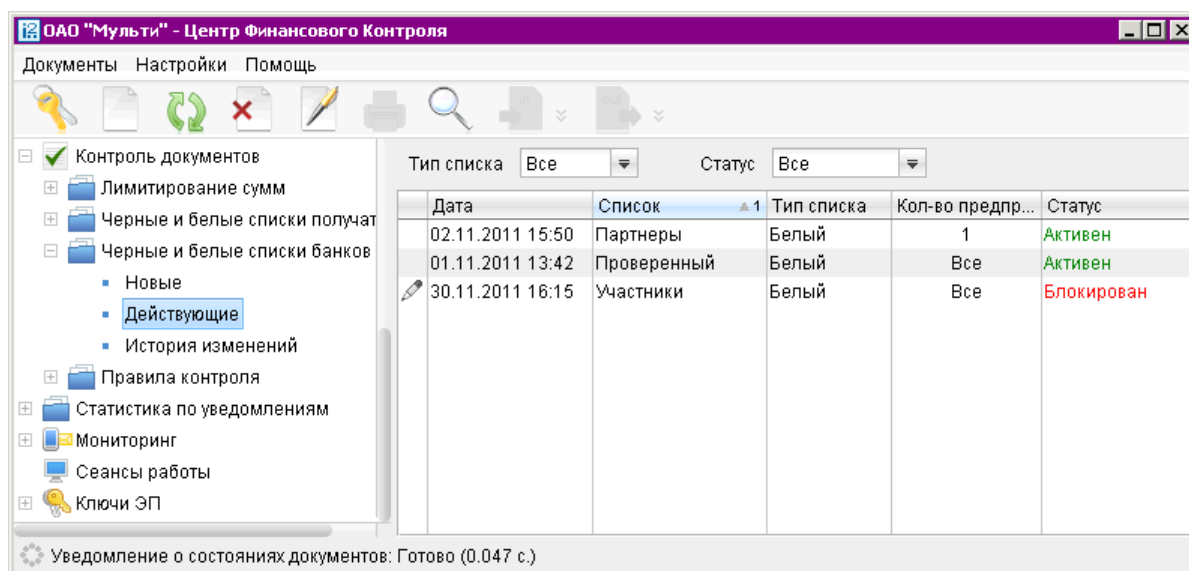 ОАО "Мульти" - Центр Финансового Контроля
Документы Настройки Помощь
in out
Контроль документов
Лимитирование сумм
Черные и белые списки получат
Черные и белые списки банков
Новые
Действующие
История изменений
Правила контроля
Статистика по уведомлениям
Мониторинг
Сеансы работы
Ключи ЭП
Тип списка Все Статус Все
Дата Список 1 Тип списка Кол-во предпр... Статус
02.11.2011 15:50 Партнеры Белый 1 Активен
01.11.2011 13:42 Проверенный Белый Все Активен
30.11.2011 16:15 Участники Белый Все Блокирован
Уведомление о состояниях документов: Готово (0.047 с.)